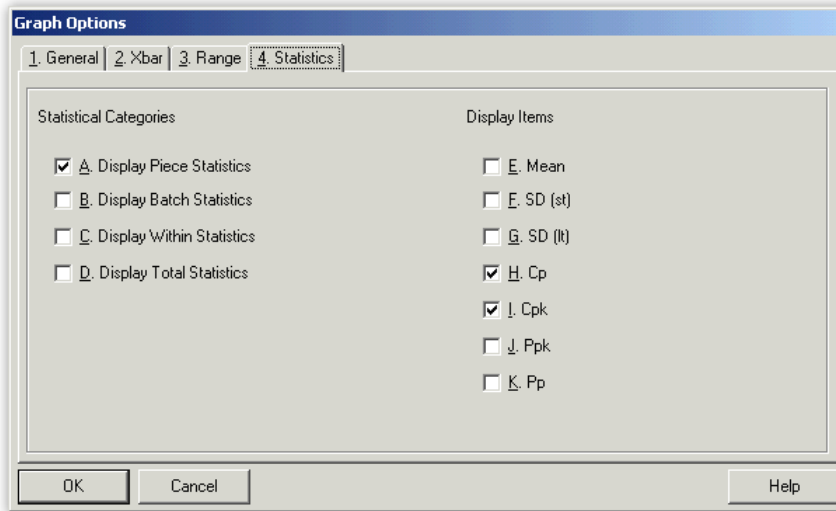 Graph Options
1. General 2. Xbar 3. Range 4. Statistics
Statistical Categories
A. Display Piece Statistics
B. Display Batch Statistics
C. Display Within Statistics
D. Display Total Statistics
Display Items
E. Mean
F. SD (st)
G. SD (lt)
H. Cp
I. Cpk
J. Ppk
K. Pp
OK Cancel Help